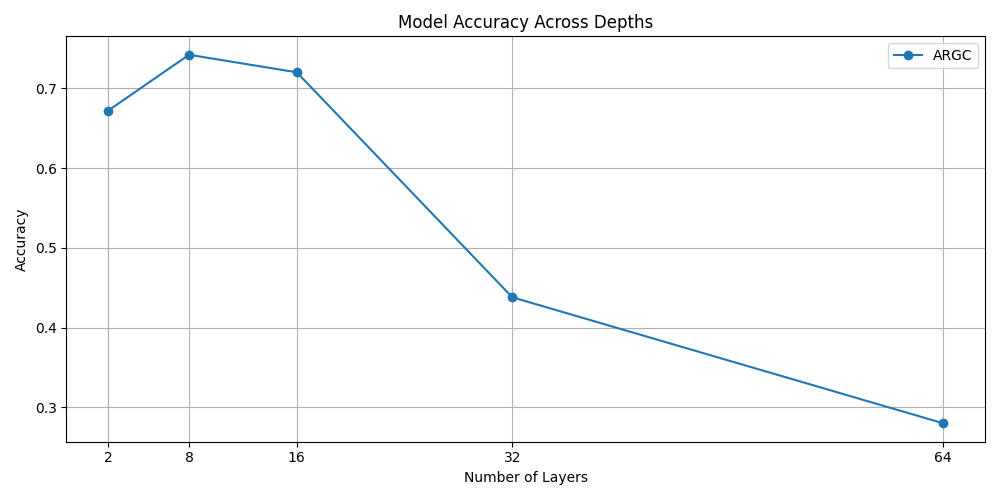 Model Accuracy Across Depths
ARGC
Accuracy
0.7
0.6
0.5
0.4
0.3
2 8 16 32 64
Number of Layers